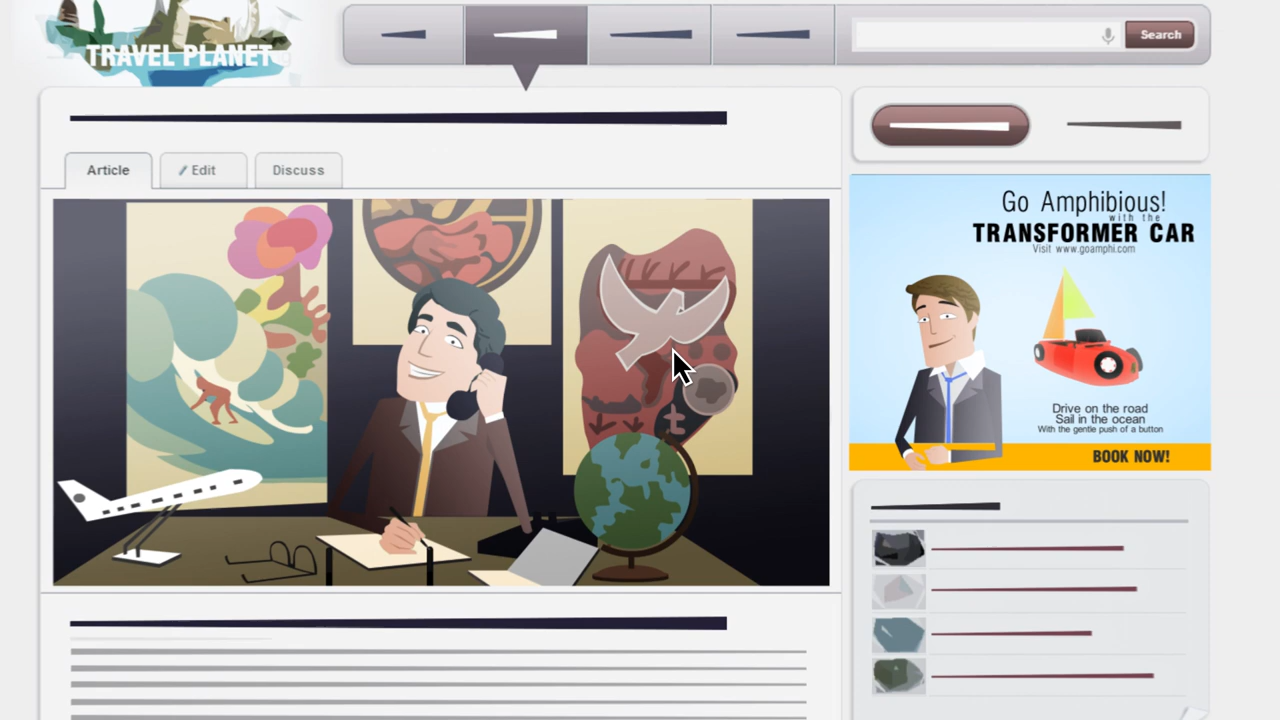 TRAVEL PLANET
Search
Article
Edit
Discuss
Go Amphibious!
with the
TRANSFORMER CAR
Visit www.goamphi.com
t
Drive on the road
Sail in the ocean
With the gentle push of a button
BOOK NOW!